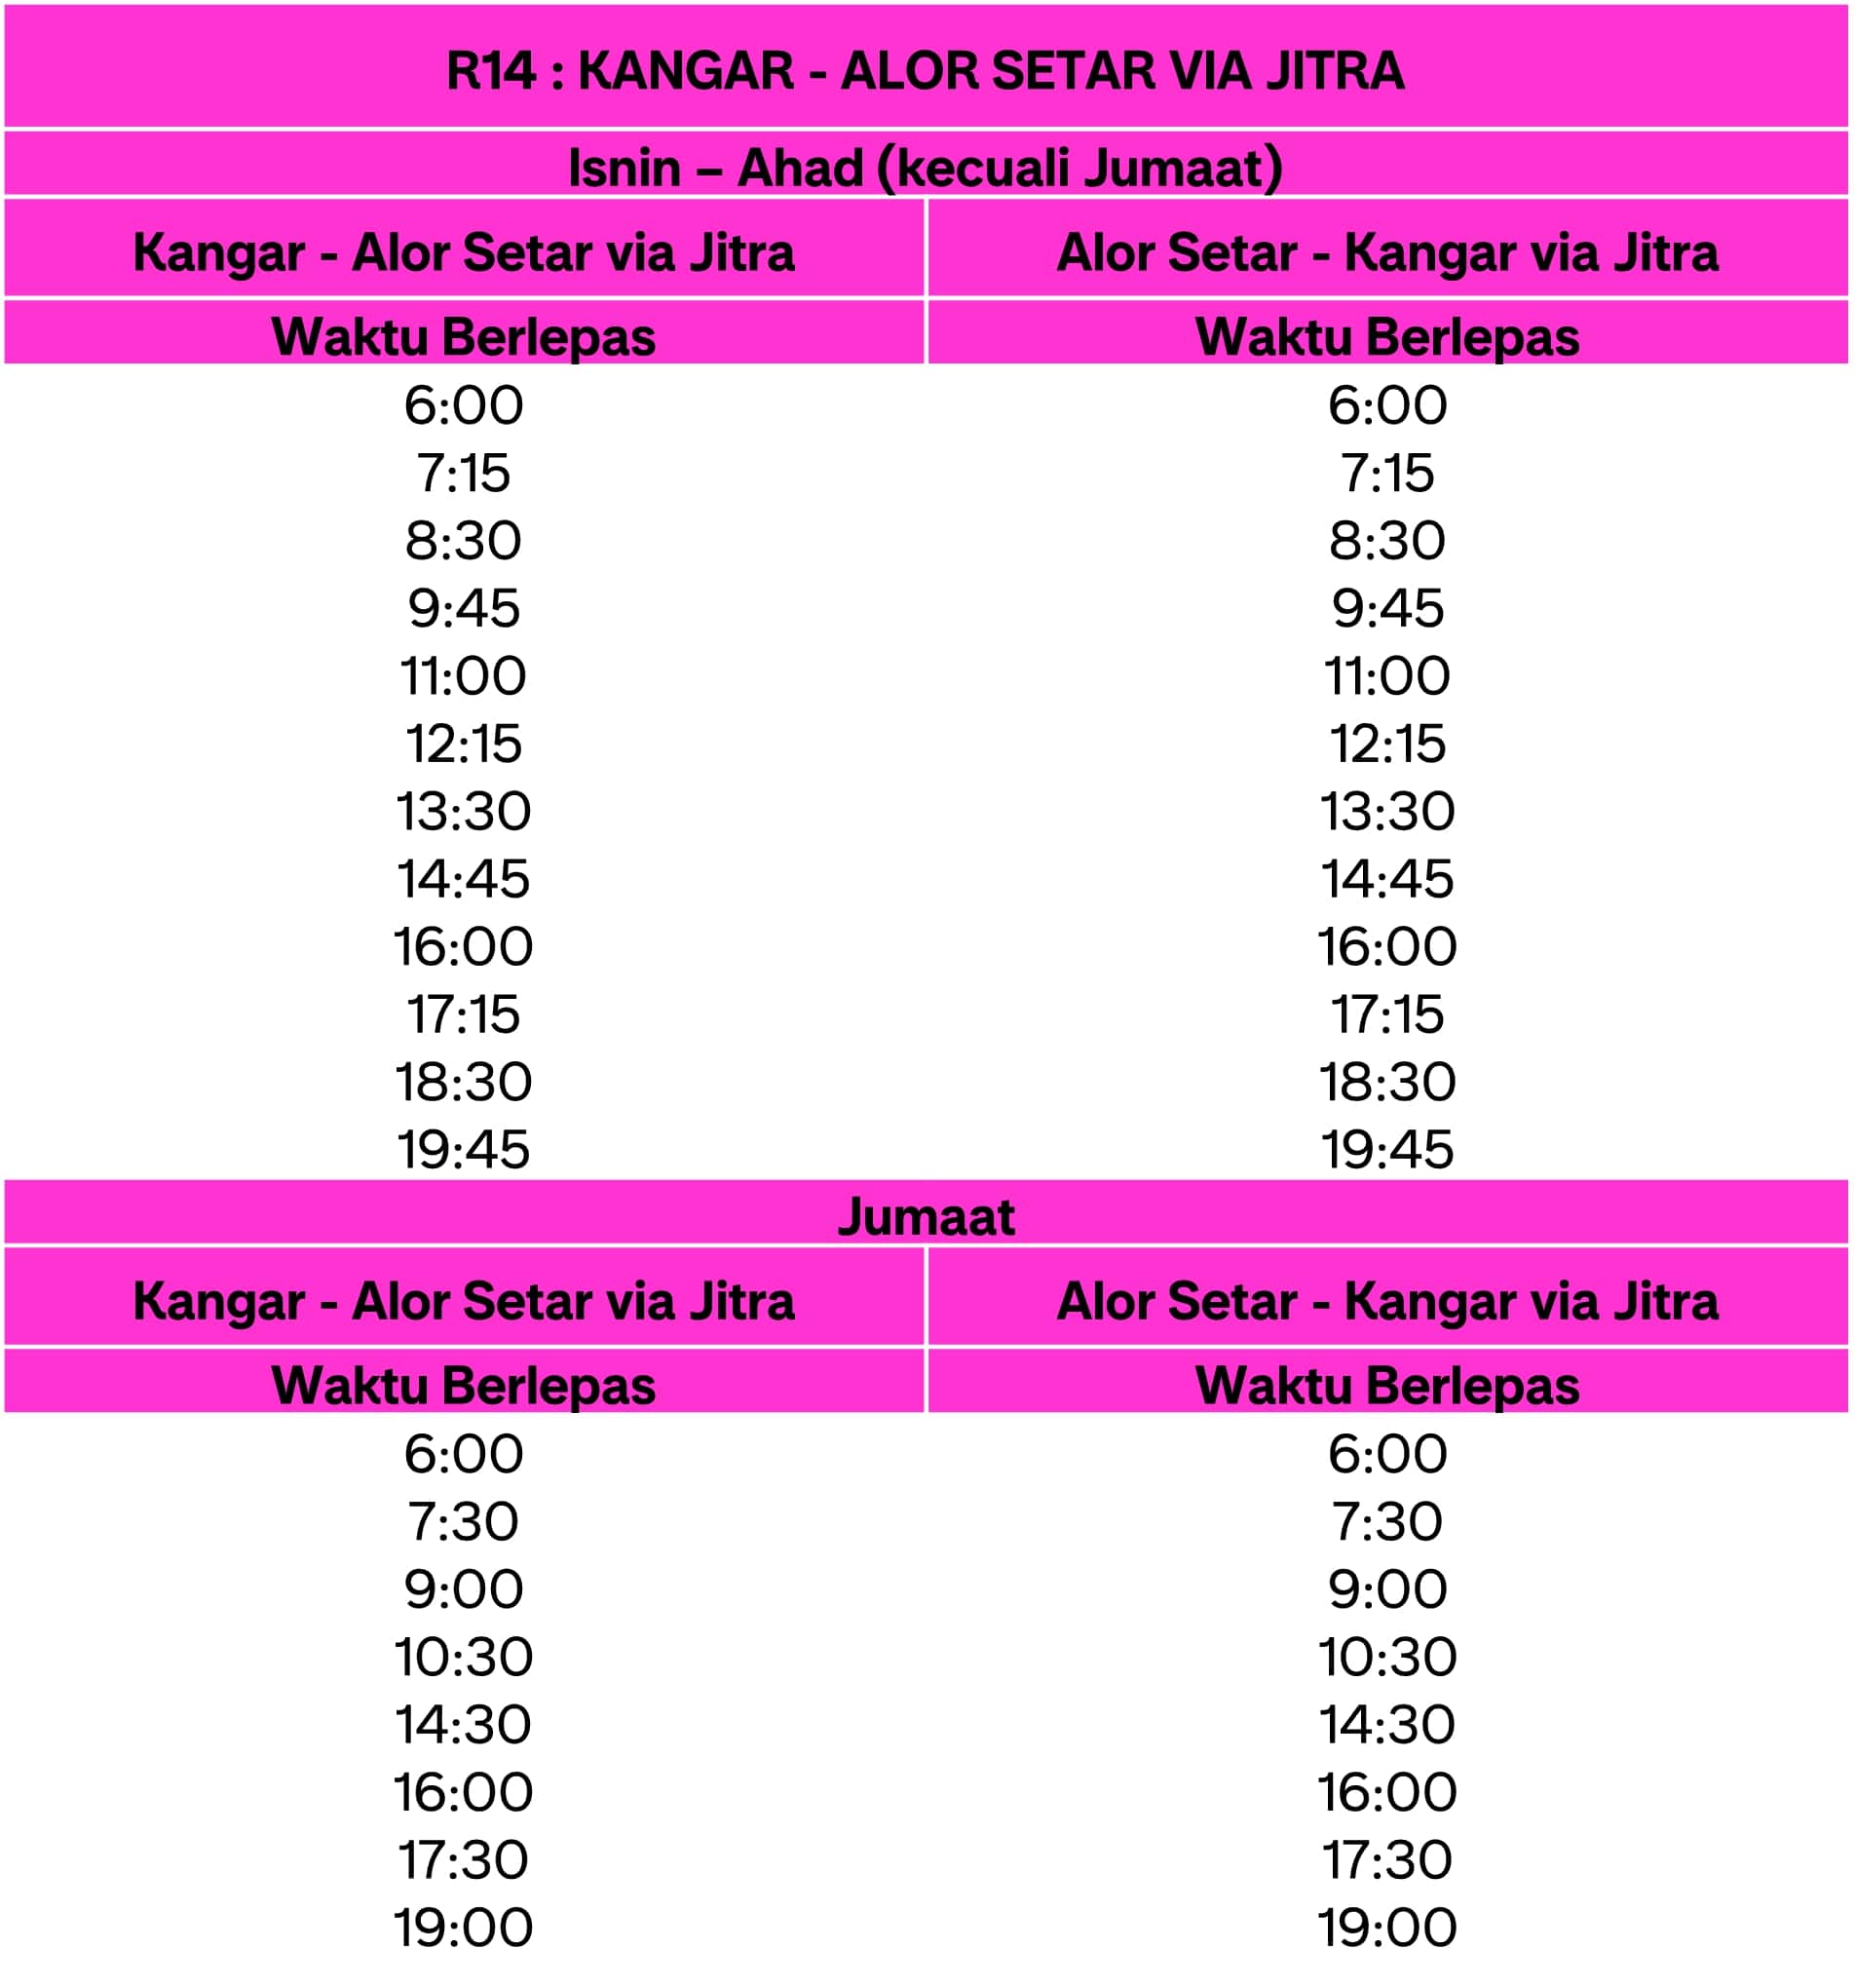 R14 : KANGAR - ALOR SETAR VIA JITRA
Isnin – Ahad (kecuali Jumaat)
Kangar - Alor Setar via Jitra Alor Setar - Kangar via Jitra
Waktu Berlepas Waktu Berlepas
6:00 6:00
7:15 7:15
8:30 8:30
9:45 9:45
11:00 11:00
12:15 12:15
13:30 13:30
14:45 14:45
16:00 16:00
17:15 17:15
18:30 18:30
19:45 19:45
Jumaat
Kangar - Alor Setar via Jitra Alor Setar - Kangar via Jitra
Waktu Berlepas Waktu Berlepas
6:00 6:00
7:30 7:30
9:00 9:00
10:30 10:30
14:30 14:30
16:00 16:00
17:30 17:30
19:00 19:00